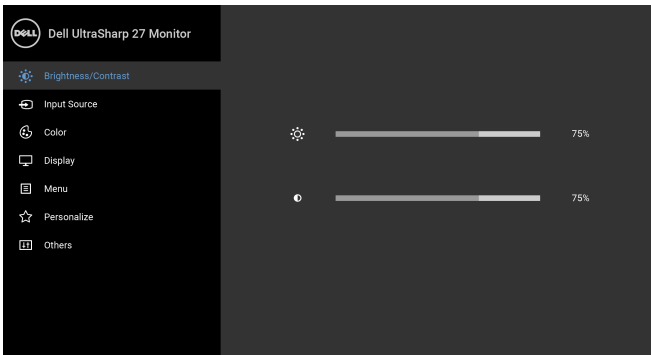 DELL
Dell UltraSharp 27 Monitor
Brightness/Contrast
Input Source
Color
Display
Menu
Personalize
Others
75%
75%